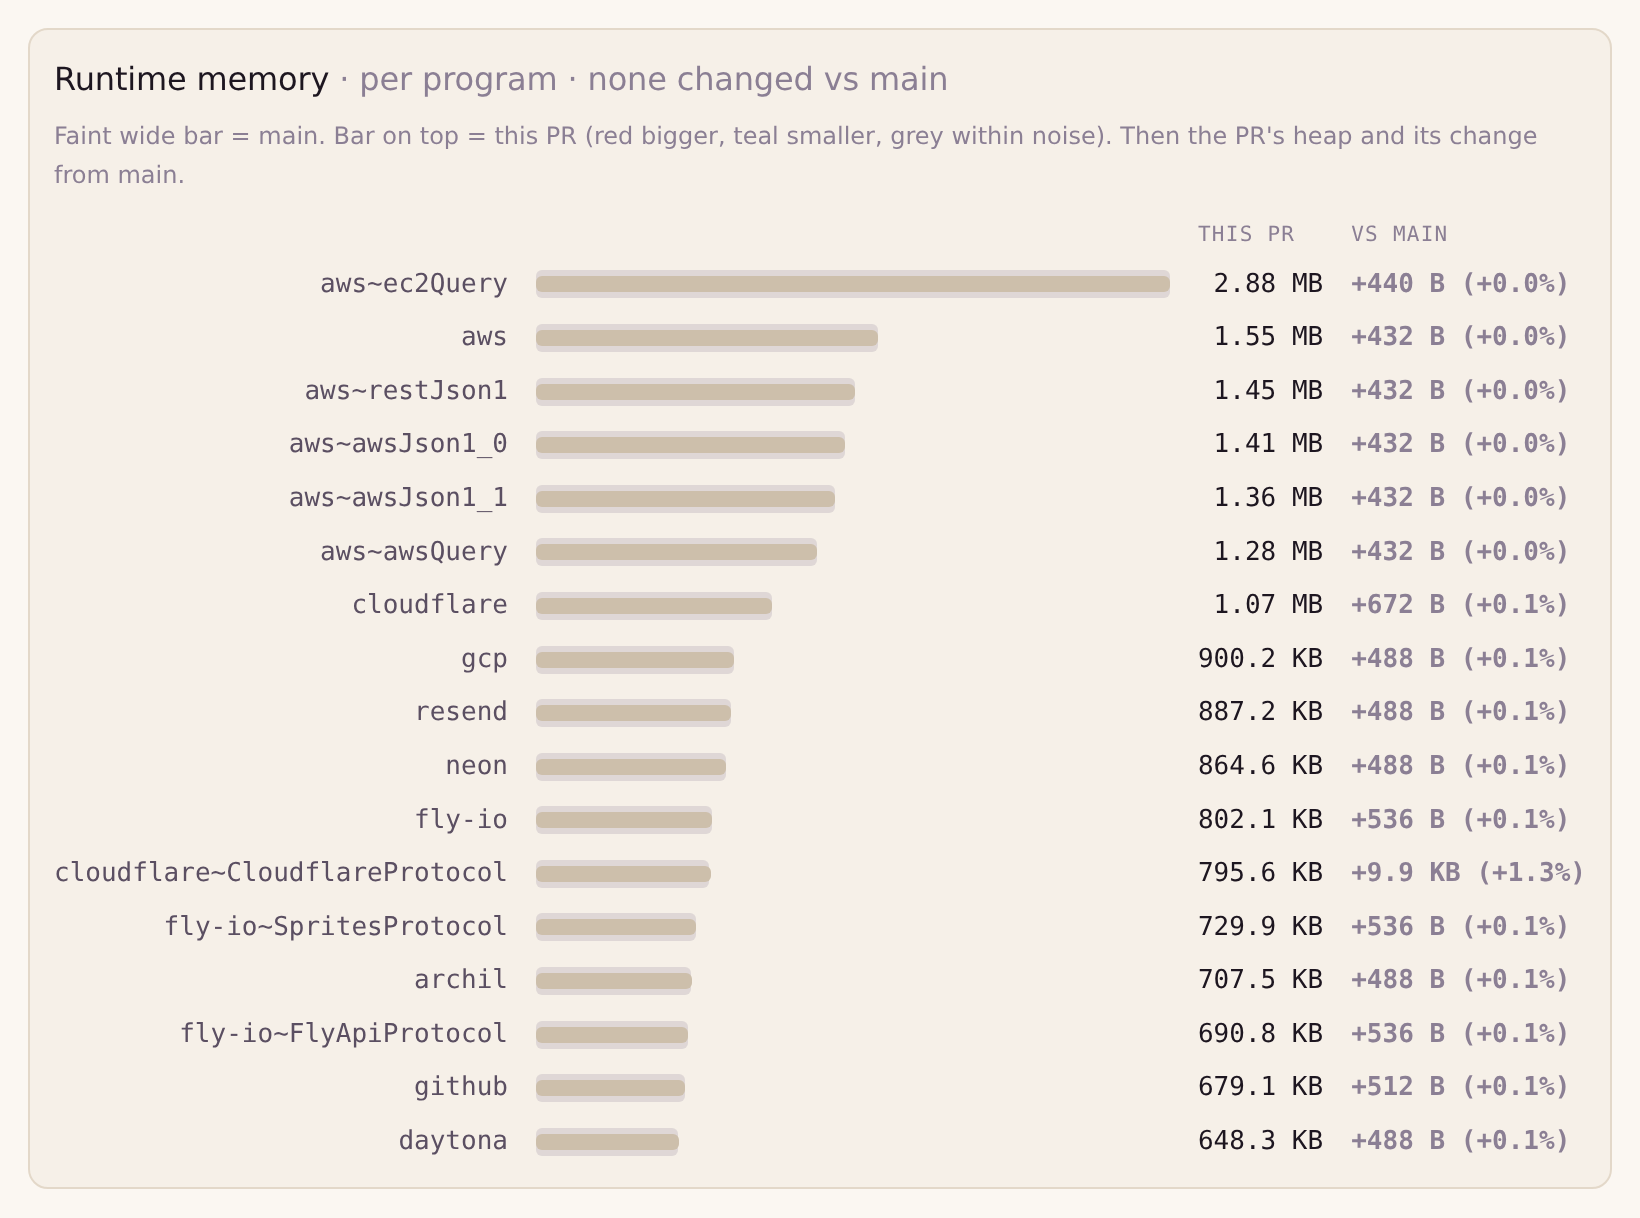 Runtime memory · per program · none changed vs main
Faint wide bar = main. Bar on top = this PR (red bigger, teal smaller, grey within noise). Then the PR's heap and its change
from main.
THIS PR VS MAIN
aws~ec2Query 2.88 MB +440 B (+0.0%)
aws 1.55 MB +432 B (+0.0%)
aws~restJson1 1.45 MB +432 B (+0.0%)
aws~awsJson1_0 1.41 MB +432 B (+0.0%)
aws~awsJson1_1 1.36 MB +432 B (+0.0%)
aws~awsQuery 1.28 MB +432 B (+0.0%)
cloudflare 1.07 MB +672 B (+0.1%)
gcp 900.2 KB +488 B (+0.1%)
resend 887.2 KB +488 B (+0.1%)
neon 864.6 KB +488 B (+0.1%)
fly-io 802.1 KB +536 B (+0.1%)
cloudflare~CloudflareProtocol 795.6 KB +9.9 KB (+1.3%)
fly-io~SpritesProtocol 729.9 KB +536 B (+0.1%)
archil 707.5 KB +488 B (+0.1%)
fly-io~FlyApiProtocol 690.8 KB +536 B (+0.1%)
github 679.1 KB +512 B (+0.1%)
daytona 648.3 KB +488 B (+0.1%)